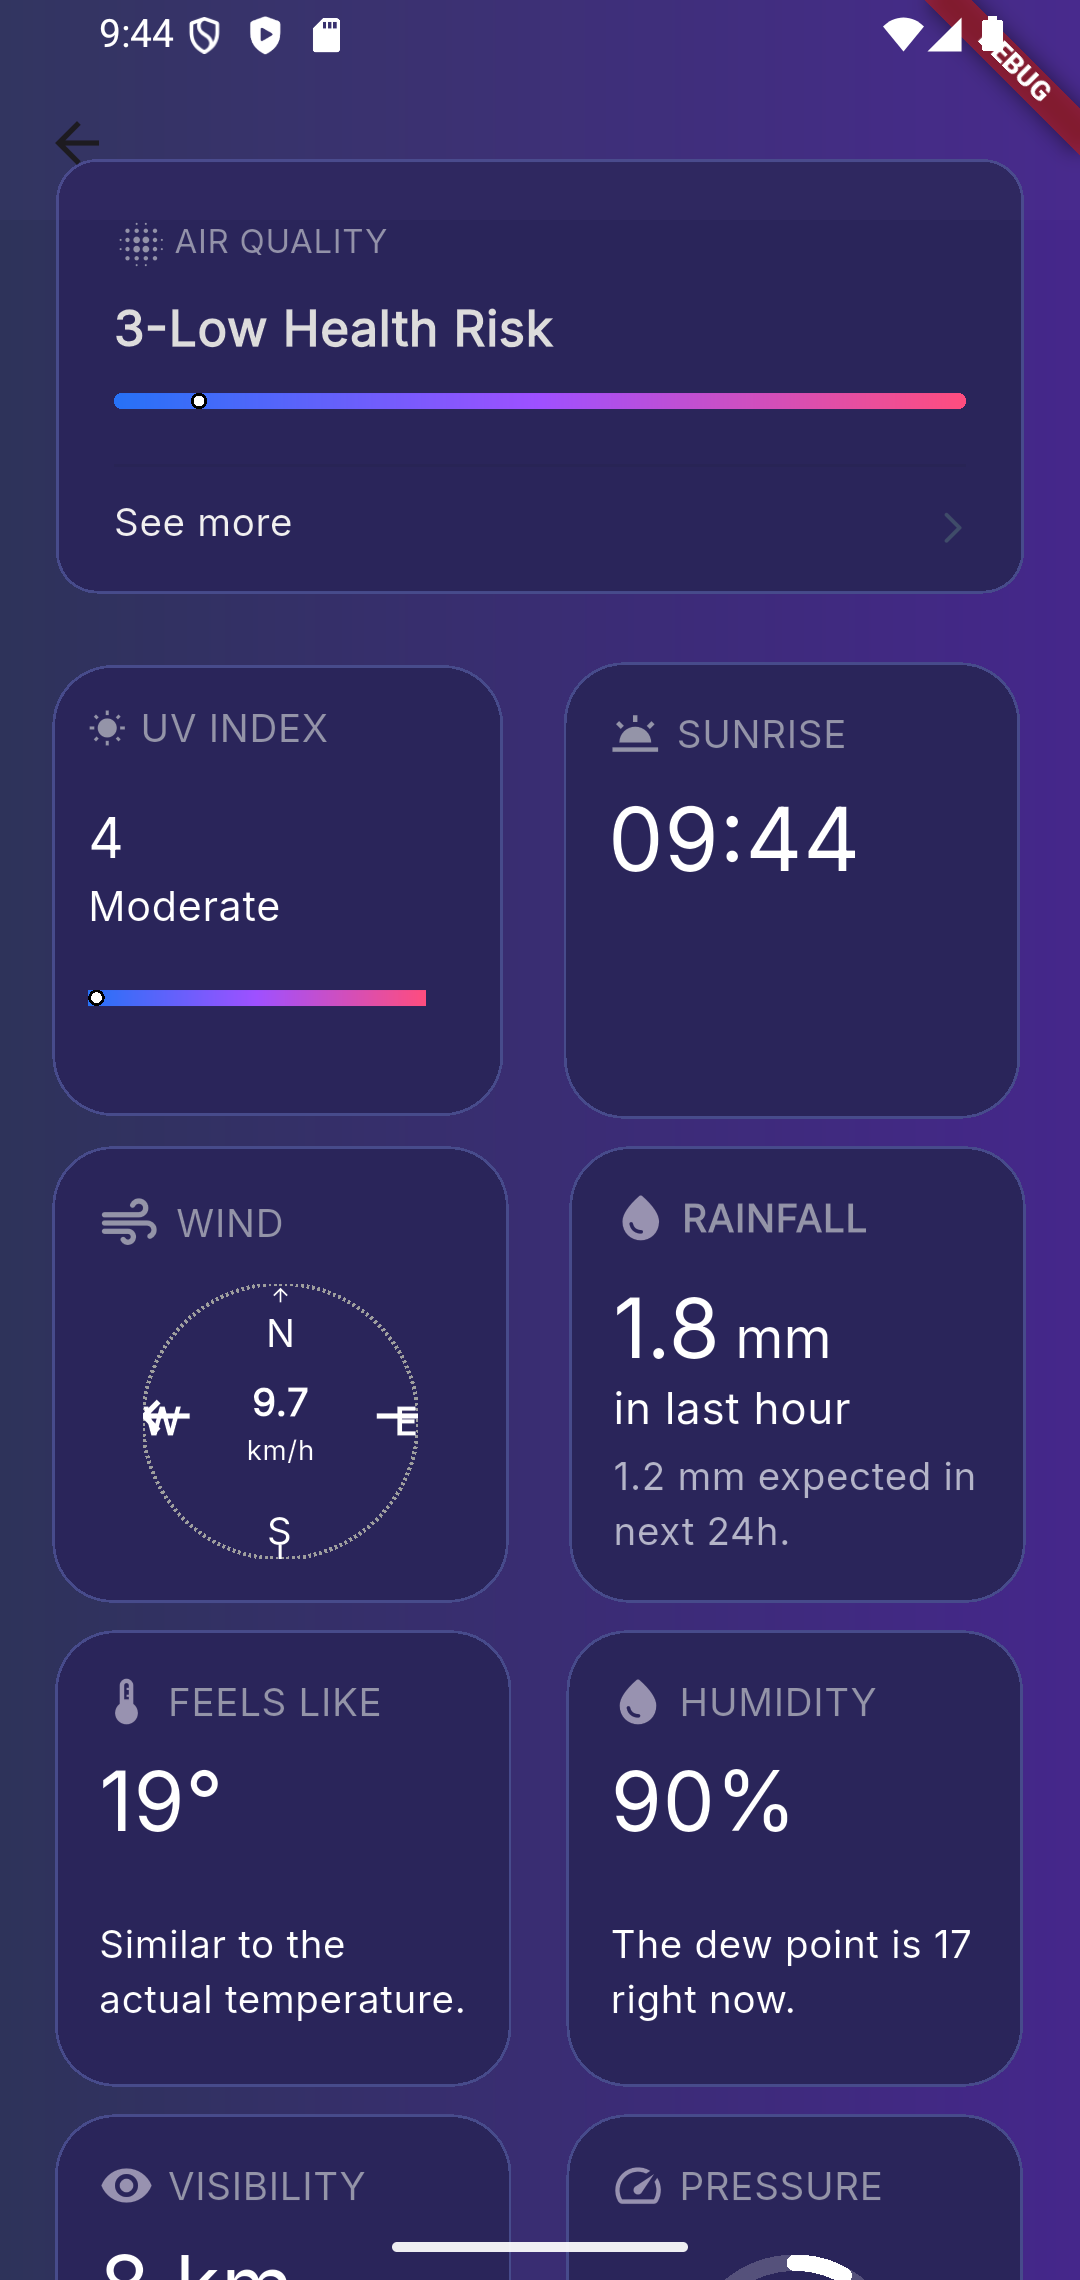 9:44
EBUG
AIR QUALITY
3-Low Health Risk
See more
UV INDEX
4
Moderate
SUNRISE
09:44
WIND
N
W
9.7
E
km/h
S
RAINFALL
1.8 mm
in last hour
1.2 mm expected in
next 24h.
FEELS LIKE
19°
Similar to the
actual temperature.
HUMIDITY
90%
The dew point is 17
right now.
VISIBILITY
8 km
PRESSURE